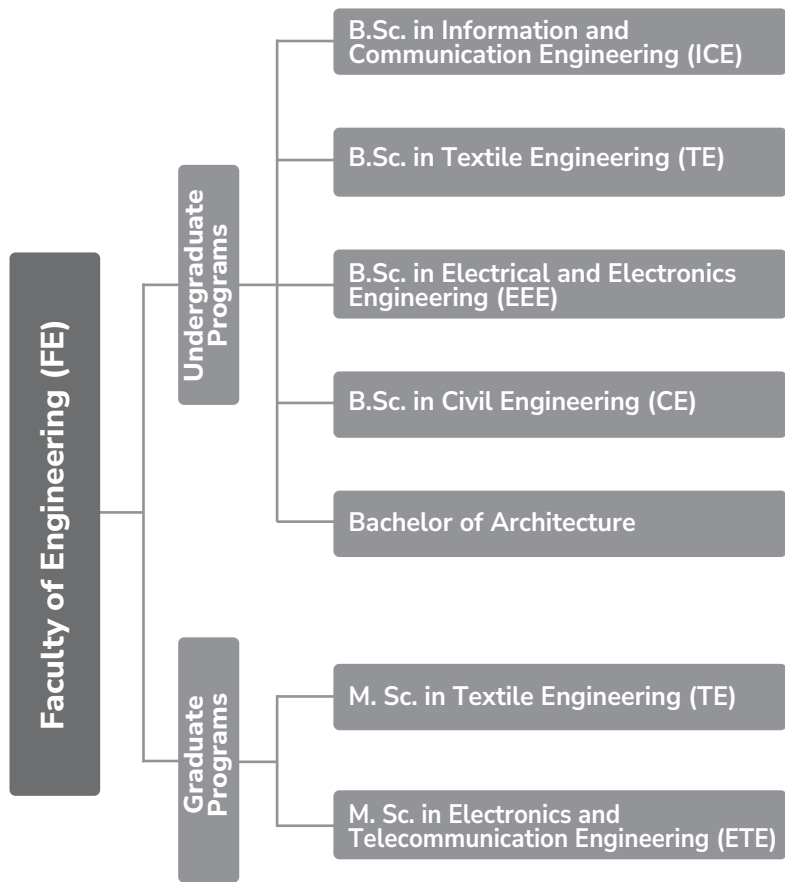 Faculty of Engineering (FE)
Undergraduate
Programs
B.Sc. in Information and
Communication Engineering (ICE)
B.Sc. in Textile Engineering (TE)
B.Sc. in Electrical and Electronics
Engineering (EEE)
B.Sc. in Civil Engineering (CE)
Bachelor of Architecture
Graduate
Programs
M. Sc. in Textile Engineering (TE)
M. Sc. in Electronics and
Telecommunication Engineering (ETE)